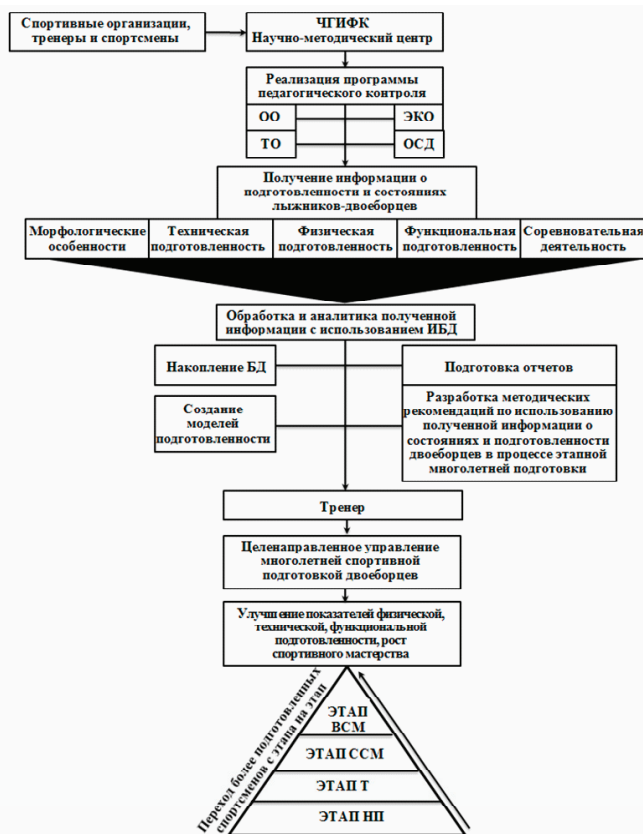 Спортивные организации,
тренеры и спортсмены
ЧГИФК
Научно-методический центр
Реализация программы
педагогического контроля
ОО
ЭКО
ТО
ОСД
Получение информации о
подготовленности и состояниях
лыжников-двоеборцев
Морфологические
особенности
Техническая
подготовленность
Физическая
подготовленность
Функциональная
подготовленность
Соревновательная
деятельность
Обработка и аналитика полученной
информации с использованием ИБД
Накопление БД
Подготовка отчетов
Создание
моделей
подготовленности
Разработка методических
рекомендаций по использованию
полученной информации о
состояниях и подготовленности
двоеборцев в процессе этапной
многолетней подготовки
Тренер
Целенаправленное управление
многолетней спортивной
подготовкой двоеборцев
Улучшение показателей физической,
технической, функциональной
подготовленности, рост
спортивного мастерства
Переход более подготовленных
спортсменов с этапа на этап
ЭТАП
ВСМ
ЭТАП ССМ
ЭТАП Т
ЭТАП НП